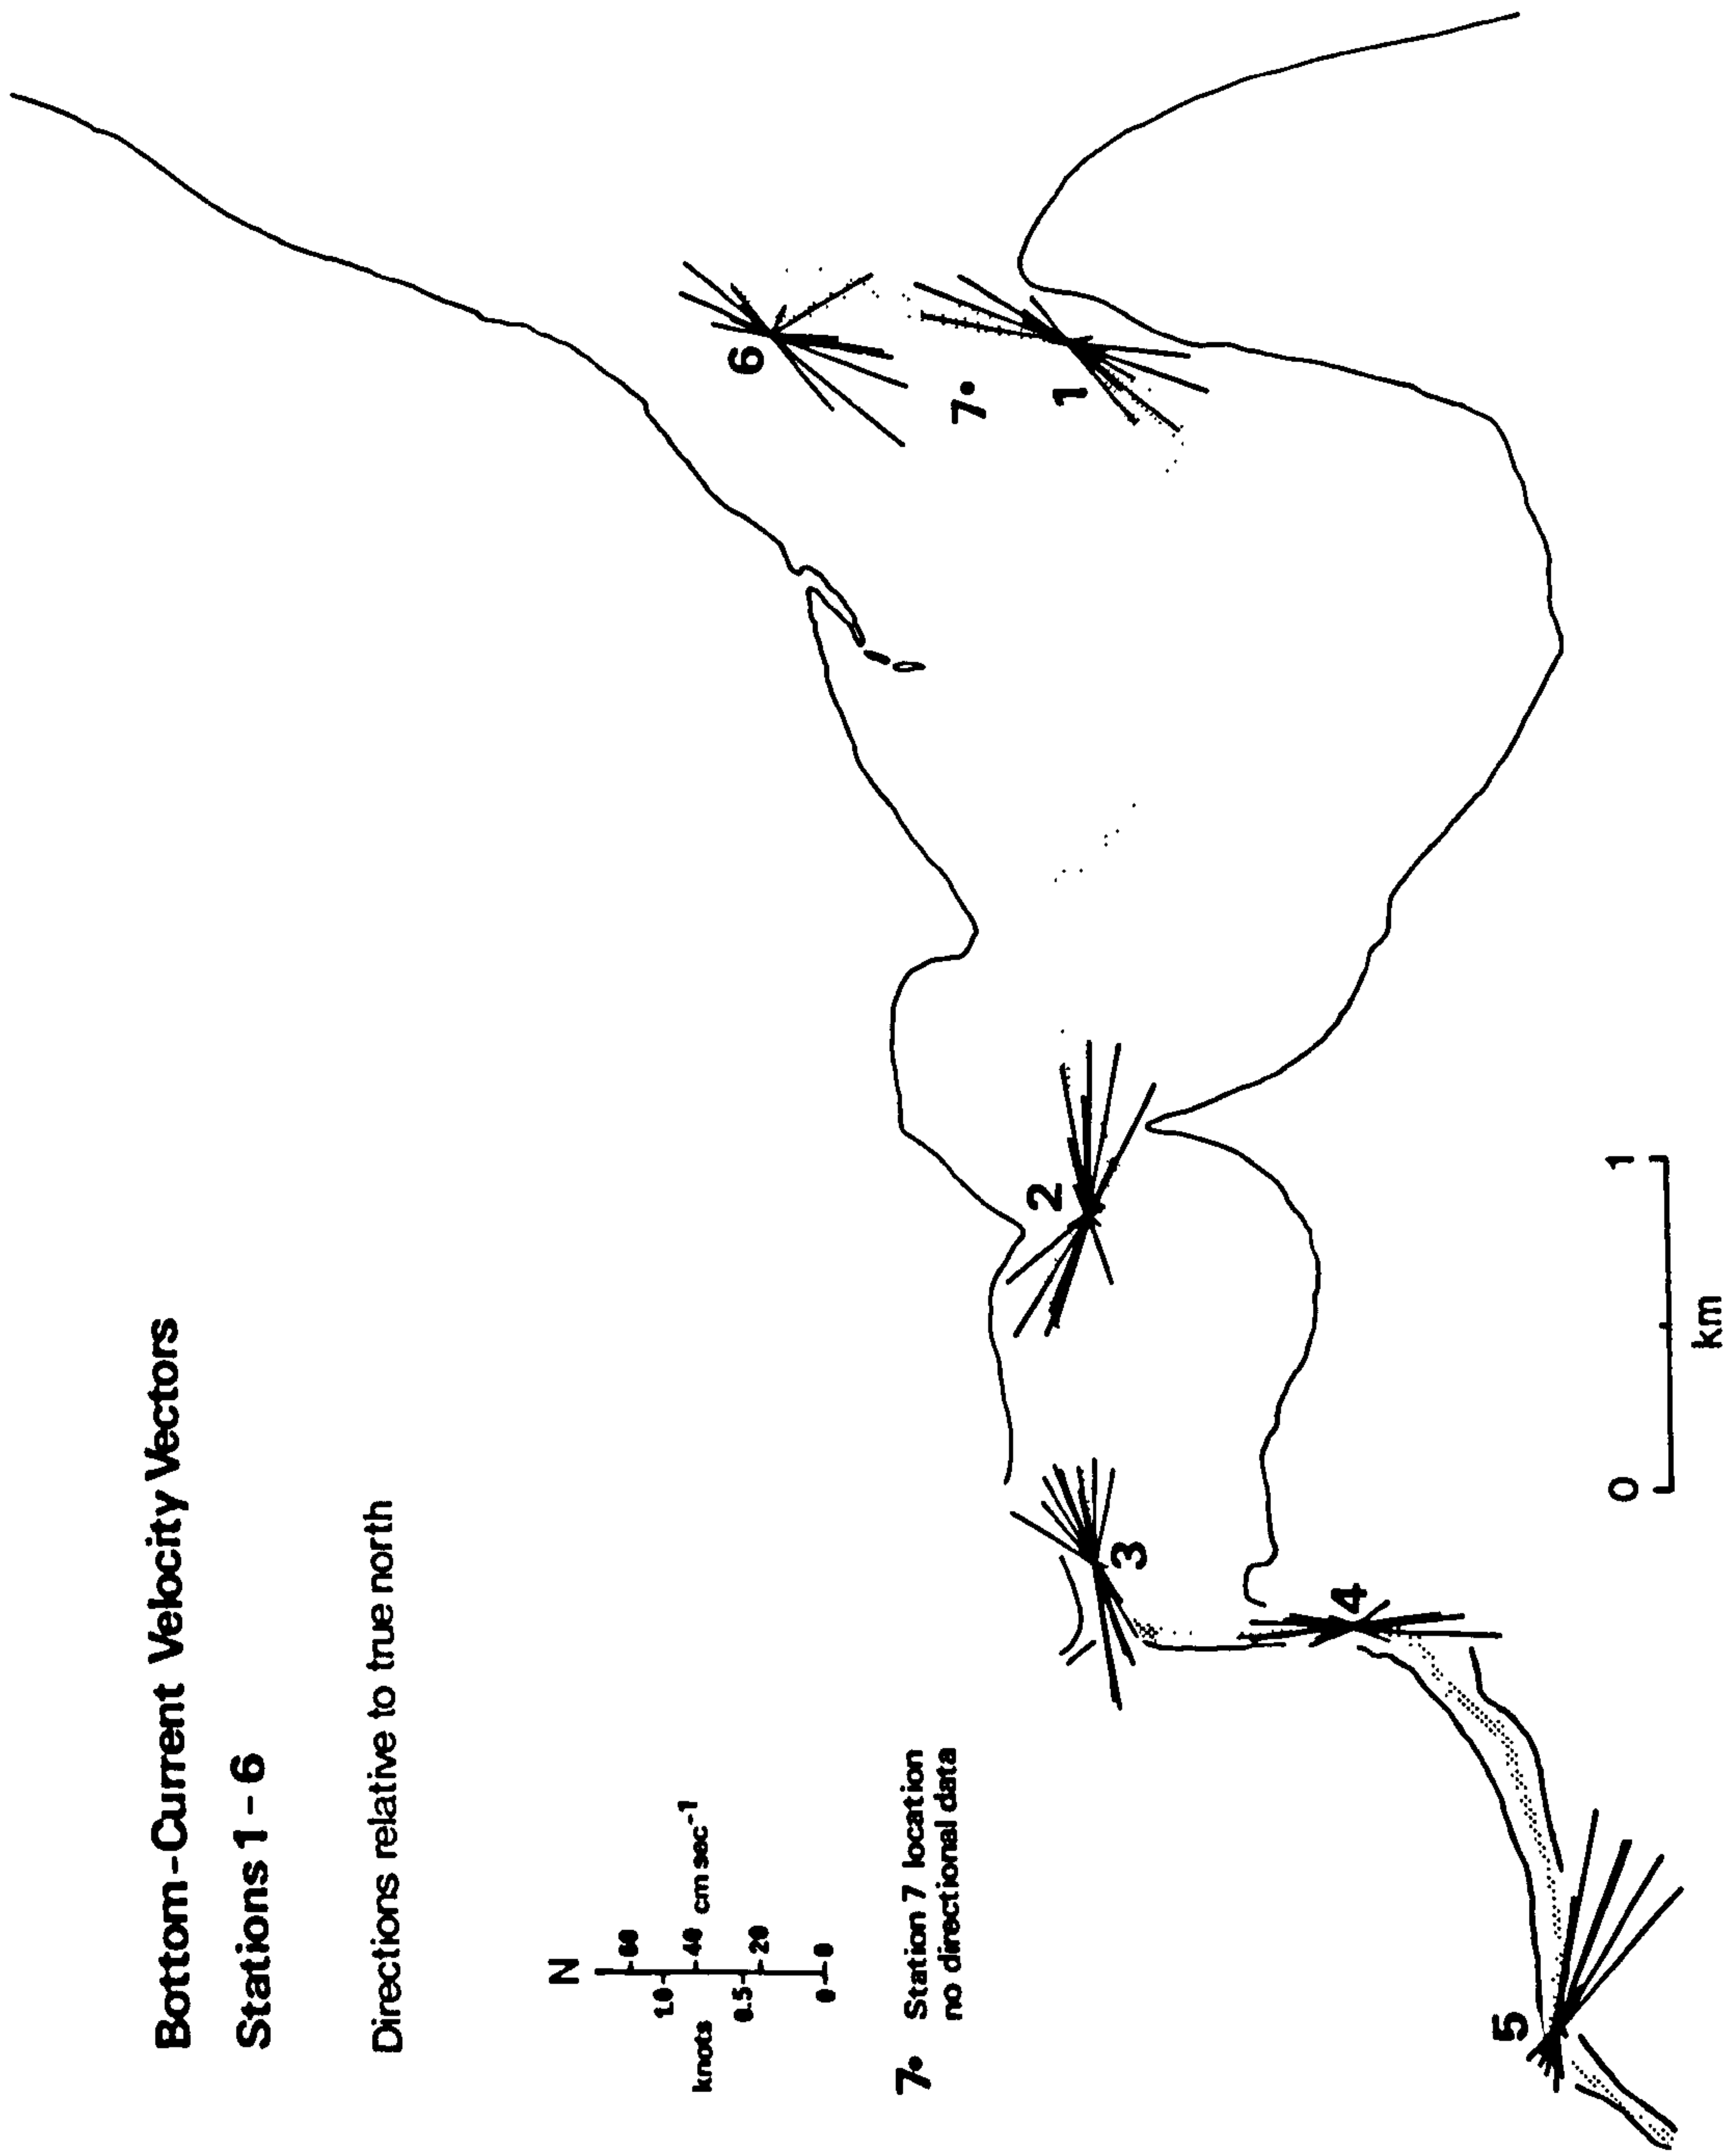 Bottom-Current Velocity Vectors
Stations 1-6
Directions relative to true north
N
60
1.0
40
cm sec⁻¹
0.5
20
knots
0
0
7• Station 7 location
no directional data
6
7•
1
2
3
4
5
0
1
km